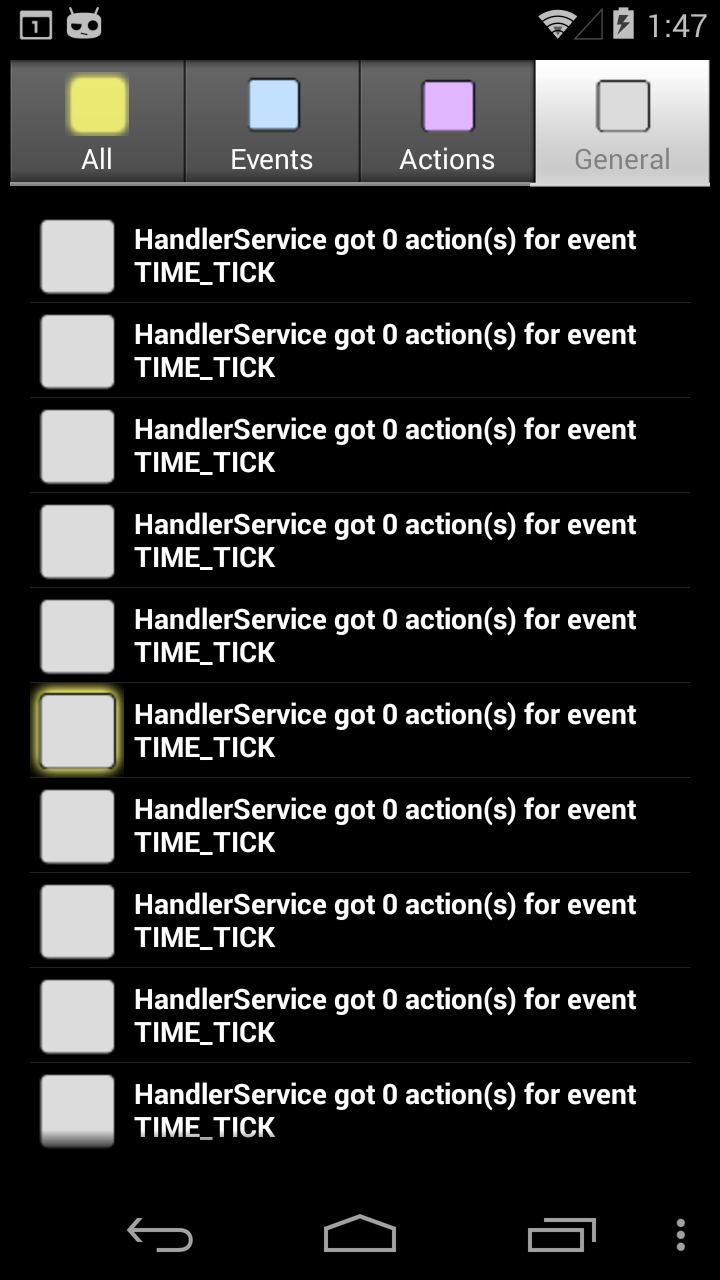 1
1:47
All
Events
Actions
General
HandlerService got 0 action(s) for event
TIME_TICK
HandlerService got 0 action(s) for event
TIME_TICK
HandlerService got 0 action(s) for event
TIME_TICK
HandlerService got 0 action(s) for event
TIME_TICK
HandlerService got 0 action(s) for event
TIME_TICK
HandlerService got 0 action(s) for event
TIME_TICK
HandlerService got 0 action(s) for event
TIME_TICK
HandlerService got 0 action(s) for event
TIME_TICK
HandlerService got 0 action(s) for event
TIME_TICK
HandlerService got 0 action(s) for event
TIME_TICK